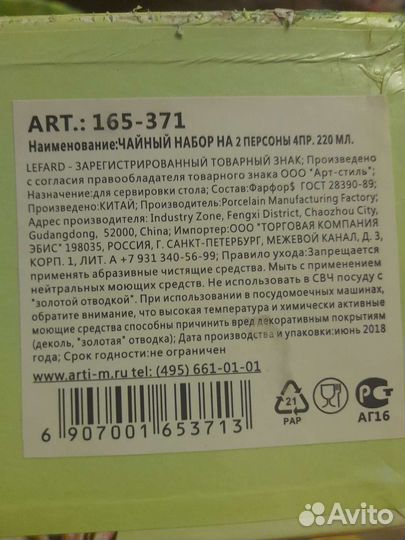 ART.: 165-371
Наименование:ЧАЙНЫЙ НАБОР НА 2 ПЕРСОНЫ 4ПР. 220 МЛ.
LEFARD - ЗАРЕГИСТРИРОВАННЫЙ ТОВАРНЫЙ ЗНАК; Произведено
с согласия правообладателя товарного знака ООО "Арт-стиль";
Назначение:для сервировки стола; Состав:Фарфор$ ГОСТ 28390-89;
Произведено:КИТАЙ; Производитель:Porcelain Manufacturing Factory;
Адрес производителя: Industry Zone, Fengxi District, Chaozhou City,
Gudangdong, 52000, China; Импортер:ООО "ТОРГОВАЯ КОМПАНИЯ
ЭБИС" 198035, РОССИЯ, Г. САНКТ-ПЕТЕРБУРГ, МЕЖЕВОЙ КАНАЛ, Д. 3,
КОРП. 1, ЛИТ. А +7 931 340-56-99; Правило ухода:Запрещается
применять абразивные чистящие средства. Мыть с применением
нейтральных моющих средств. Не использовать в СВЧ посуду с
"золотой отводкой". При использовании в посудомоечных машинах,
обратите внимание, что высокая температура и химически активные
моющие средства способны причинить вред декоративным покрытиям
(деколь, "золотая" отводка); Дата производства и упаковки:июнь 2018
года; Срок годности:не ограничен
www.arti-m.ru tel: (495) 661-01-01
6 907001 653713
21
PAP
АГ16
Avito